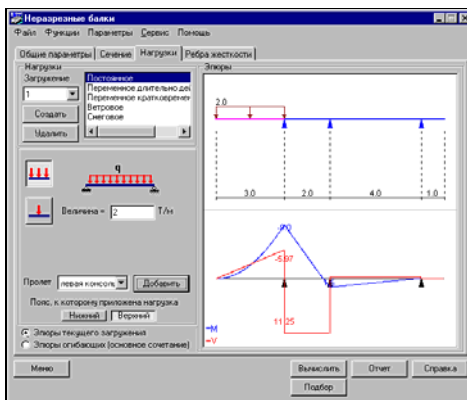 Неразрезные балки
Файл Функции Параметры Сервис Помощь
Общие параметры Сечение Нагрузки Ребра жесткости
Нагрузки
Загружение
1
Создать
Удалить
Постоянное
Переменное длительно дей
Переменное кратковремен
Ветровое
Снеговое
q
Величина = 2 Т/м
Пролет левая консоль Добавить
Пояс, к которому приложена нагрузка
Нижний Верхний
Эпюры текущего загружения
Эпюры огибающих (основное сочетание)
Эпюры
2.0
3.0 2.0 4.0 1.0
-9.0
-5.97
11.25
=M
=V
Меню Вычислить Отчет Справка
Подбор